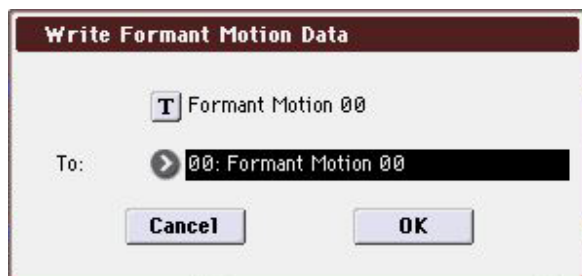 Write Formant Motion Data
T Formant Motion 00
To: 00: Formant Motion 00
Cancel OK